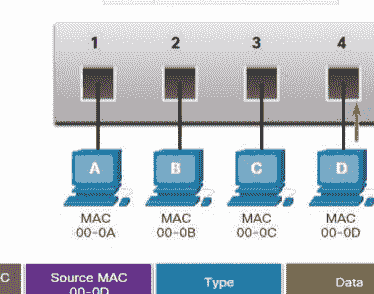 1 2 3 4
A B C D
MAC MAC MAC MAC
00-0A 00-0B 00-0C 00-0D
C Source MAC Type Data
00-0D